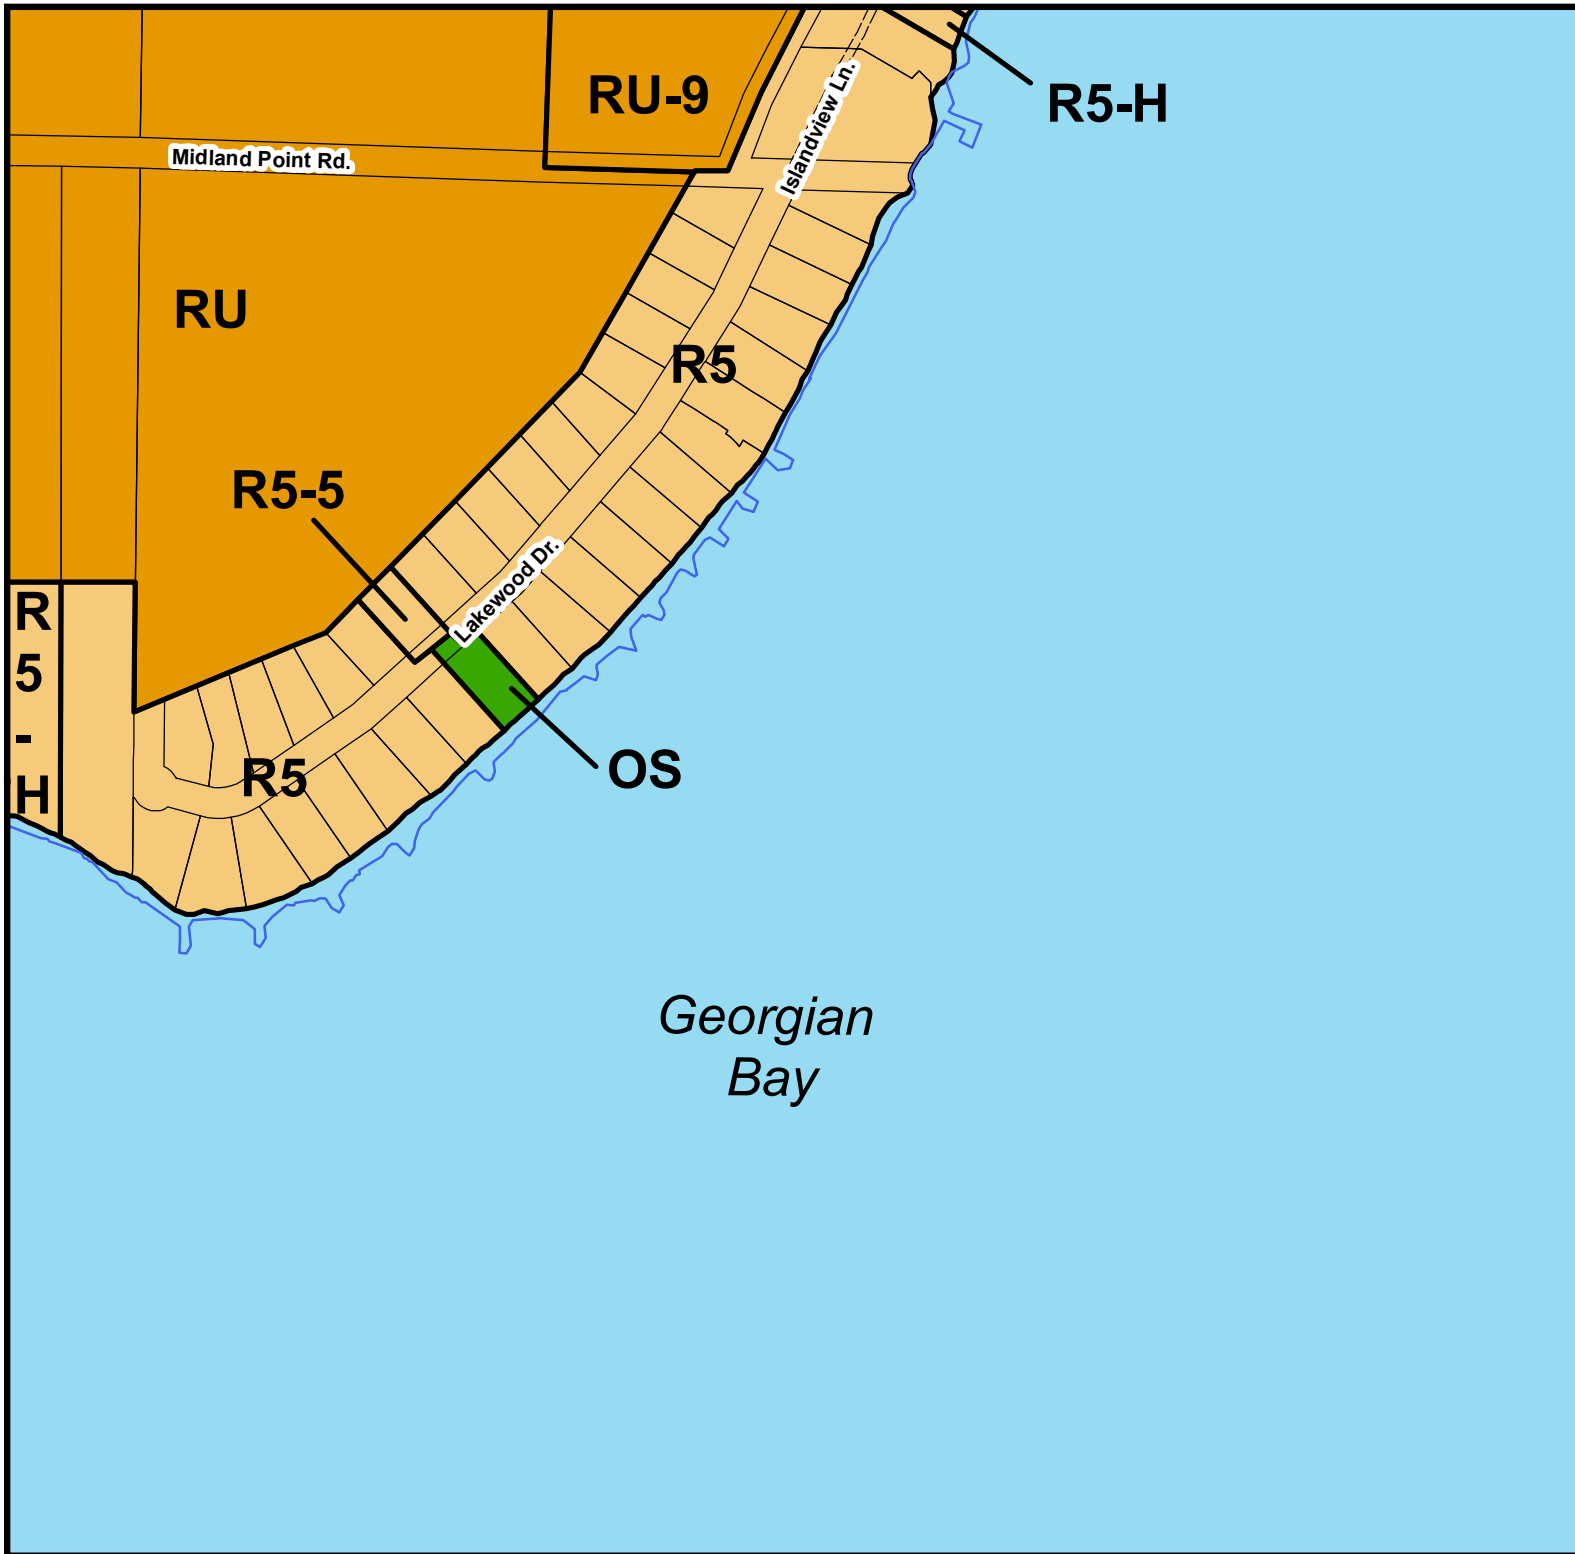 RU-9
R5-H
Islandview Ln.
Midland Point Rd.
RU
R5
R5-5
Lakewood Dr.
R
5
-
H
R5
OS
Georgian
Bay